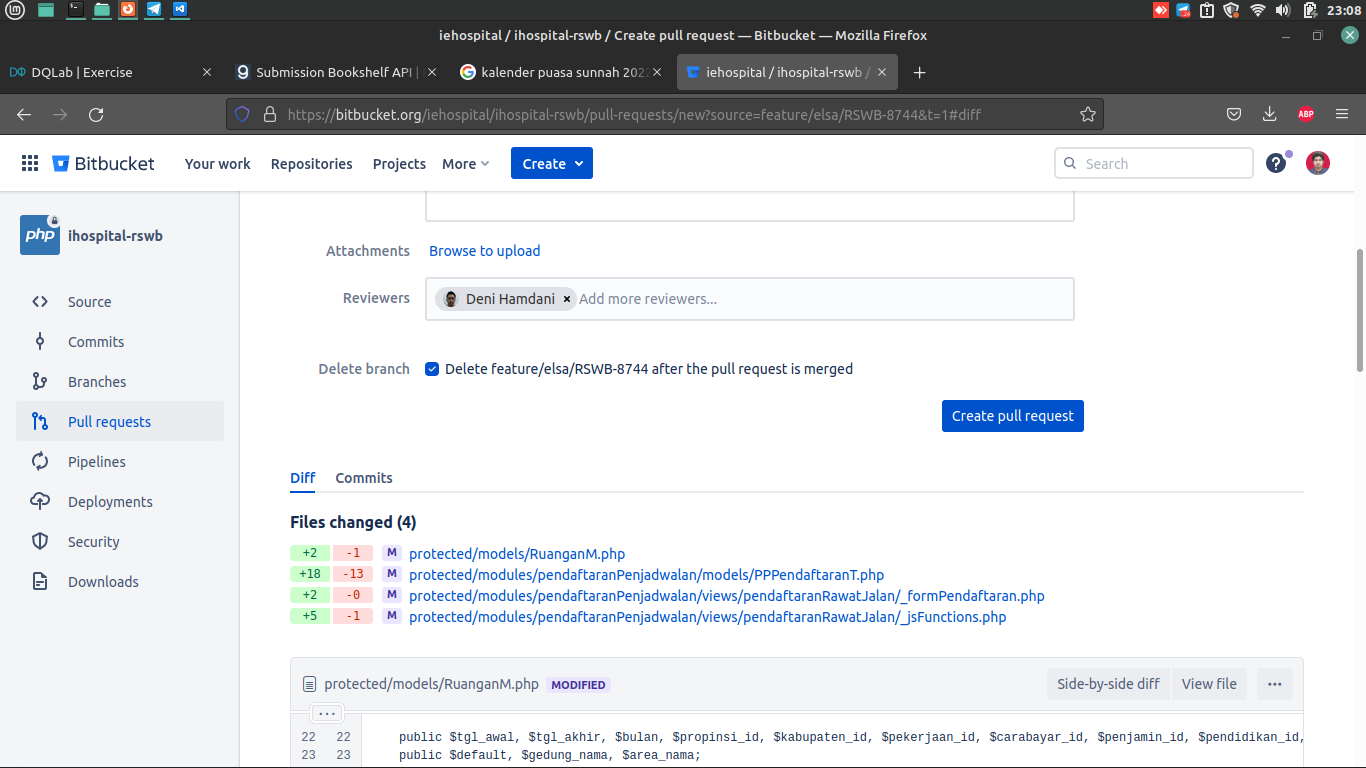 23:08
iehospital / ihospital-rswb / Create pull request — Bitbucket — Mozilla Firefox
DQLab | Exercise
Submission Bookshelf API |
kalender puasa sunnah 202
iehospital / ihospital-rswb /
https://bitbucket.org/iehospital/ihospital-rswb/pull-requests/new?source=feature/elsa/RSWB-8744&t=1#diff
ABP
Bitbucket
Your work
Repositories
Projects
More
Create
Search
?
php
ihospital-rswb
Source
Commits
Branches
Pull requests
Pipelines
Deployments
Security
Downloads
Attachments
Browse to upload
Reviewers
Deni Hamdani × Add more reviewers...
Delete branch
Delete feature/elsa/RSWB-8744 after the pull request is merged
Create pull request
Diff
Commits
Files changed (4)
+2 -1 M protected/models/RuanganM.php
+18 -13 M protected/modules/pendaftaranPenjadwalan/models/PPPendaftaranT.php
+2 -0 M protected/modules/pendaftaranPenjadwalan/views/pendaftaranRawatJalan/_formPendaftaran.php
+5 -1 M protected/modules/pendaftaranPenjadwalan/views/pendaftaranRawatJalan/_jsFunctions.php
protected/models/RuanganM.php MODIFIED
Side-by-side diff
View file
...
...
22 22 public $tgl_awal, $tgl_akhir, $bulan, $propinsi_id, $kabupaten_id, $pekerjaan_id, $carabayar_id, $penjamin_id, $pendidikan_id,
23 23 public $default, $gedung_nama, $area_nama;